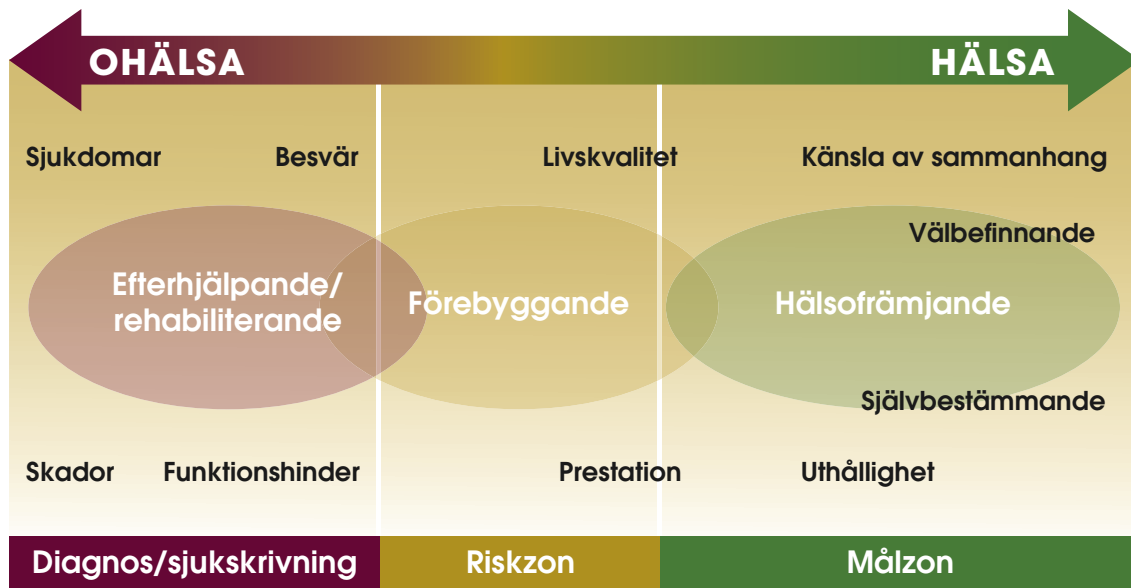 OHÄLSA HÄLSA
Sjukdomar Besvär Livskvalitet Känsla av sammanhang
Välbefinnande
Efterhjälpande/
rehabiliterande
Förebyggande
Hälsofrämjande
Självbestämmande
Skador Funktionshinder Prestation Uthållighet
Diagnos/sjukskrivning Riskzon Målzon